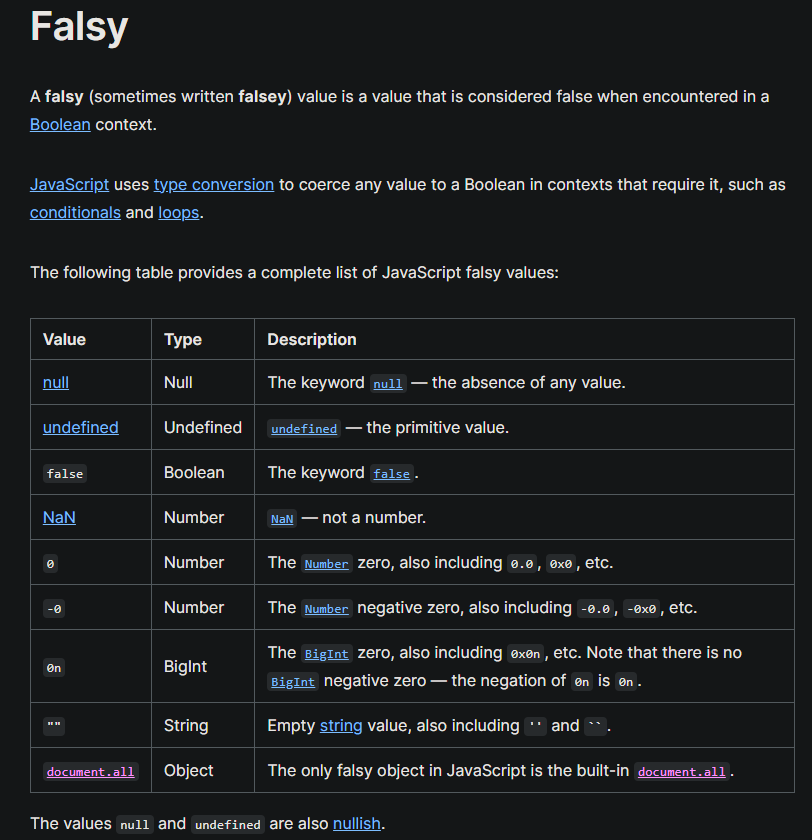 Falsy
A falsy (sometimes written falsey) value is a value that is considered false when encountered in a
Boolean context.
JavaScript uses type conversion to coerce any value to a Boolean in contexts that require it, such as
conditionals and loops.
The following table provides a complete list of JavaScript falsy values:
Value Type Description
null Null The keyword null — the absence of any value.
undefined Undefined undefined — the primitive value.
false Boolean The keyword false.
NaN Number NaN — not a number.
0 Number The Number zero, also including 0.0, 0x0, etc.
-0 Number The Number negative zero, also including -0.0, -0x0, etc.
0n BigInt The BigInt zero, also including 0x0n, etc. Note that there is no
BigInt negative zero — the negation of 0n is 0n.
"" String Empty string value, also including '' and ``.
document.all Object The only falsy object in JavaScript is the built-in document.all.
The values null and undefined are also nullish.